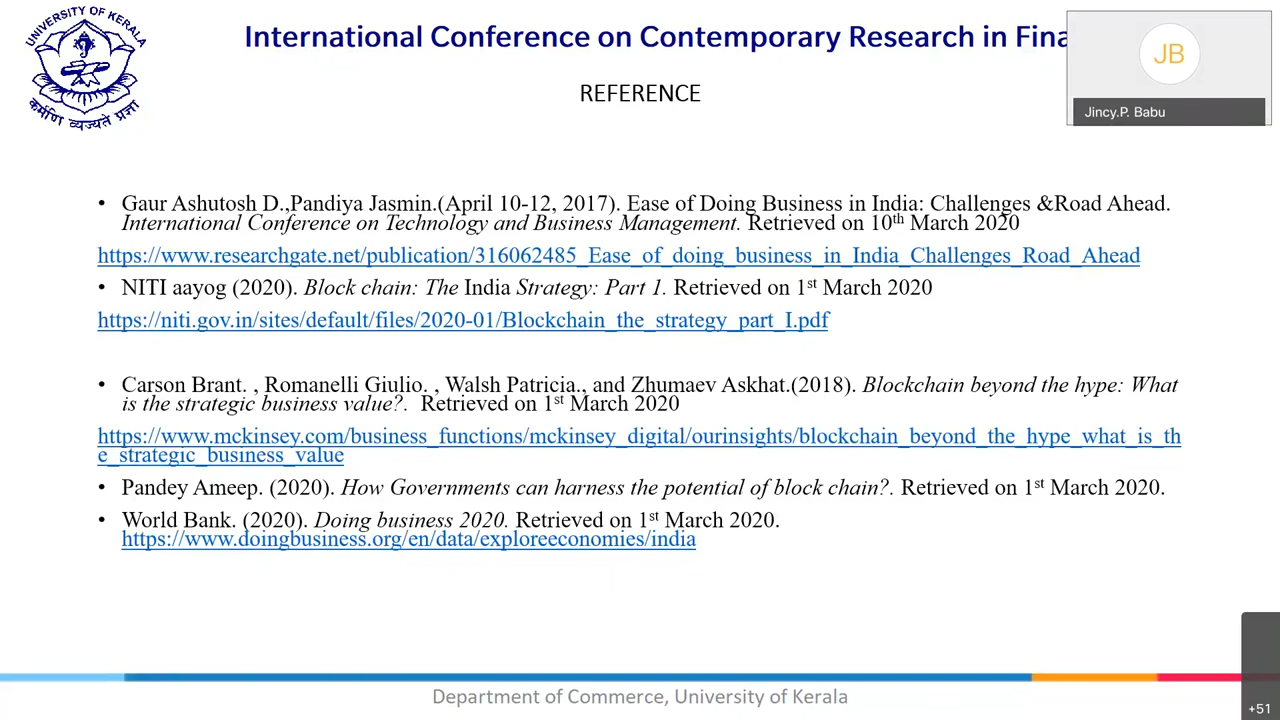 UNIVERSITY OF KERALA
कर्मणि व्यज्यते प्रज्ञा
International Conference on Contemporary Research in Fina
JB
Jincy.P. Babu
REFERENCE
• Gaur Ashutosh D.,Pandiya Jasmin.(April 10-12, 2017). Ease of Doing Business in India: Challenges &Road Ahead.
International Conference on Technology and Business Management. Retrieved on 10th March 2020
https://www.researchgate.net/publication/316062485_Ease_of_doing_business_in_India_Challenges_Road_Ahead
• NITI aayog (2020). Block chain: The India Strategy: Part 1. Retrieved on 1st March 2020
https://niti.gov.in/sites/default/files/2020-01/Blockchain_the_strategy_part_I.pdf
• Carson Brant. , Romanelli Giulio. , Walsh Patricia., and Zhumaev Askhat.(2018). Blockchain beyond the hype: What
is the strategic business value?. Retrieved on 1st March 2020
https://www.mckinsey.com/business_functions/mckinsey_digital/ourinsights/blockchain_beyond_the_hype_what_is_th
e_strategic_business_value
• Pandey Ameep. (2020). How Governments can harness the potential of block chain?. Retrieved on 1st March 2020.
• World Bank. (2020). Doing business 2020. Retrieved on 1st March 2020.
https://www.doingbusiness.org/en/data/exploreeconomies/india
Department of Commerce, University of Kerala
+51